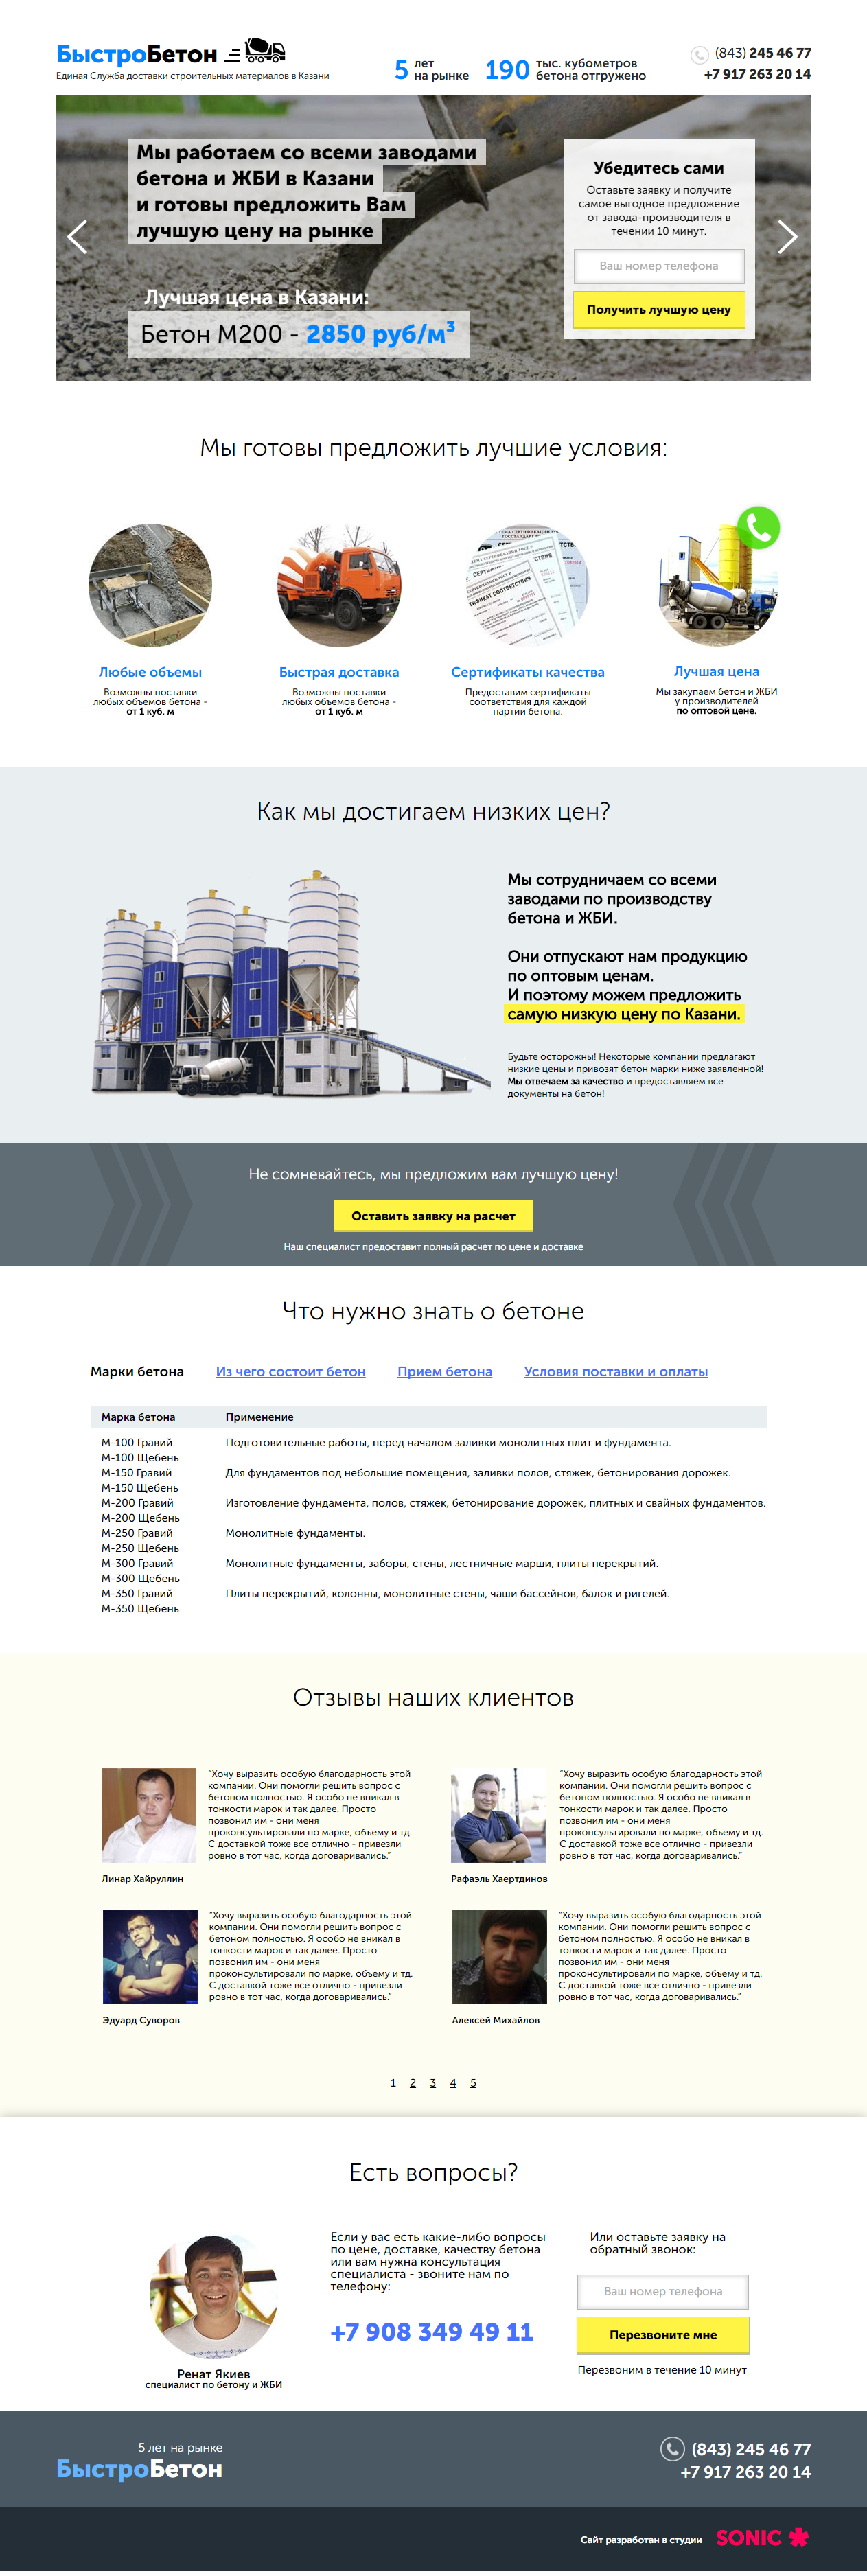 БыстроБетон
Единая Служба доставки строительных материалов в Казани
5 лет
на рынке
190 тыс. кубометров
бетона отгружено
(843) 245 46 77
+7 917 263 20 14
Мы работаем со всеми заводами
бетона и ЖБИ в Казани
и готовы предложить Вам
лучшую цену на рынке
Лучшая цена в Казани:
Бетон М200 - 2850 руб/м³
Убедитесь сами
Оставьте заявку и получите
самое выгодное предложение
от завода-производителя в
течении 10 минут.
Ваш номер телефона
Получить лучшую цену
Мы готовы предложить лучшие условия:
Любые объемы
Возможны поставки
любых объемов бетона -
от 1 куб. м
Быстрая доставка
Возможны поставки
любых объемов бетона -
от 1 куб. м
Сертификаты качества
Предоставим сертификаты
соответствия для каждой
партии бетона.
Лучшая цена
Мы закупаем бетон и ЖБИ
у производителей
по оптовой цене.
Как мы достигаем низких цен?
Мы сотрудничаем со всеми
заводами по производству
бетона и ЖБИ.
Они отпускают нам продукцию
по оптовым ценам.
И поэтому можем предложить
самую низкую цену по Казани.
Будьте осторожны! Некоторые компании предлагают
низкие цены и привозят бетон марки ниже заявленной!
Мы отвечаем за качество и предоставляем все
документы на бетон!
Не сомневайтесь, мы предложим вам лучшую цену!
Оставить заявку на расчет
Наш специалист предоставит полный расчет по цене и доставке
Что нужно знать о бетоне
Марки бетона Из чего состоит бетон Прием бетона Условия поставки и оплаты
Марка бетона Применение
М-100 Гравий Подготовительные работы, перед началом заливки монолитных плит и фундамента.
М-100 Щебень
М-150 Гравий Для фундаментов под небольшие помещения, заливки полов, стяжек, бетонирования дорожек.
М-150 Щебень
М-200 Гравий Изготовление фундамента, полов, стяжек, бетонирование дорожек, плитных и свайных фундаментов.
М-200 Щебень
М-250 Гравий Монолитные фундаменты.
М-250 Щебень
М-300 Гравий Монолитные фундаменты, заборы, стены, лестничные марши, плиты перекрытий.
М-300 Щебень
М-350 Гравий Плиты перекрытий, колонны, монолитные стены, чаши бассейнов, балок и ригелей.
М-350 Щебень
Отзывы наших клиентов
"Хочу выразить особую благодарность этой
компании. Они помогли решить вопрос с
бетоном полностью. Я особо не вникал в
тонкости марок и так далее. Просто
позвонил им - они меня
проконсультировали по марке, объему и тд.
С доставкой тоже все отлично - привезли
ровно в тот час, когда договаривались."
Линар Хайруллин
"Хочу выразить особую благодарность этой
компании. Они помогли решить вопрос с
бетоном полностью. Я особо не вникал в
тонкости марок и так далее. Просто
позвонил им - они меня
проконсультировали по марке, объему и тд.
С доставкой тоже все отлично - привезли
ровно в тот час, когда договаривались."
Рафаэль Хаертдинов
"Хочу выразить особую благодарность этой
компании. Они помогли решить вопрос с
бетоном полностью. Я особо не вникал в
тонкости марок и так далее. Просто
позвонил им - они меня
проконсультировали по марке, объему и тд.
С доставкой тоже все отлично - привезли
ровно в тот час, когда договаривались."
Эдуард Суворов
"Хочу выразить особую благодарность этой
компании. Они помогли решить вопрос с
бетоном полностью. Я особо не вникал в
тонкости марок и так далее. Просто
позвонил им - они меня
проконсультировали по марке, объему и тд.
С доставкой тоже все отлично - привезли
ровно в тот час, когда договаривались."
Алексей Михайлов
1 2 3 4 5
Есть вопросы?
Ренат Якиев
специалист по бетону и ЖБИ
Если у вас есть какие-либо вопросы
по цене, доставке, качеству бетона
или вам нужна консультация
специалиста - звоните нам по
телефону:
+7 908 349 49 11
Или оставьте заявку на
обратный звонок:
Ваш номер телефона
Перезвоните мне
Перезвоним в течение 10 минут
5 лет на рынке
БыстроБетон
(843) 245 46 77
+7 917 263 20 14
Сайт разработан в студии SONIC